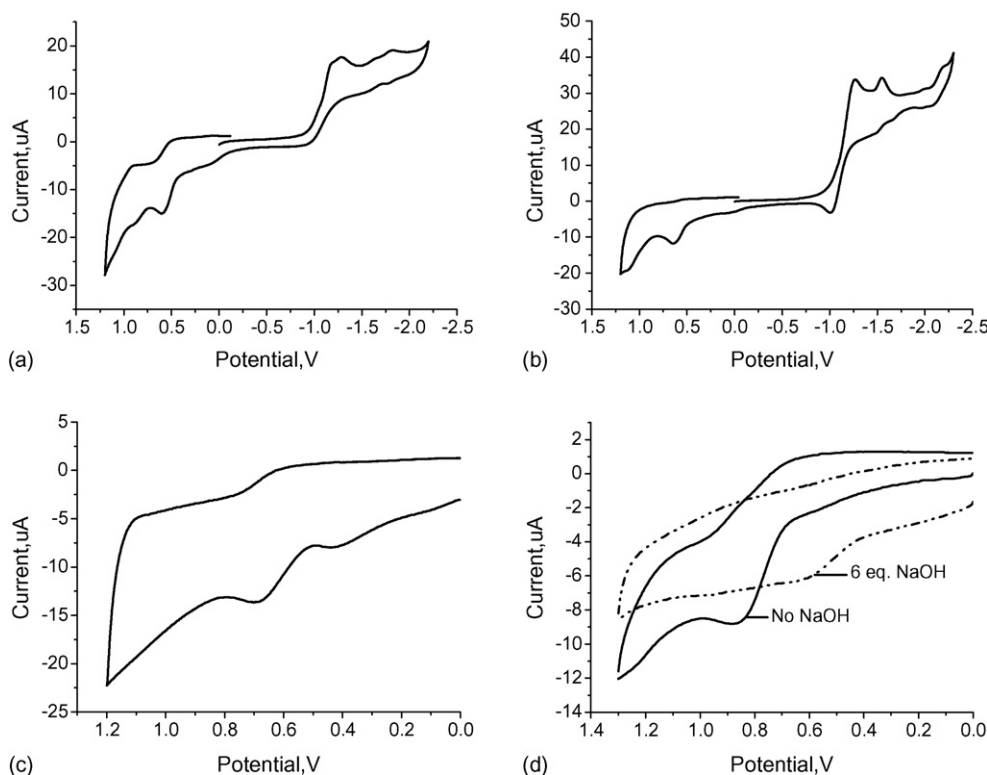 20
10
0
-10
-20
-30
Current,uA
1.5 1.0 0.5 0.0 -0.5 -1.0 -1.5 -2.0 -2.5
(a) Potential,V
50
40
30
20
10
0
-10
-20
-30
Current,uA
1.5 1.0 0.5 0.0 -0.5 -1.0 -1.5 -2.0 -2.5
(b) Potential,V
5
0
-5
-10
-15
-20
-25
Current,uA
1.2 1.0 0.8 0.6 0.4 0.2 0.0
(c) Potential,V
2
0
-2
-4
-6
-8
-10
-12
-14
Current,uA
6 eq. NaOH
No NaOH
1.4 1.2 1.0 0.8 0.6 0.4 0.2 0.0
(d) Potential,V